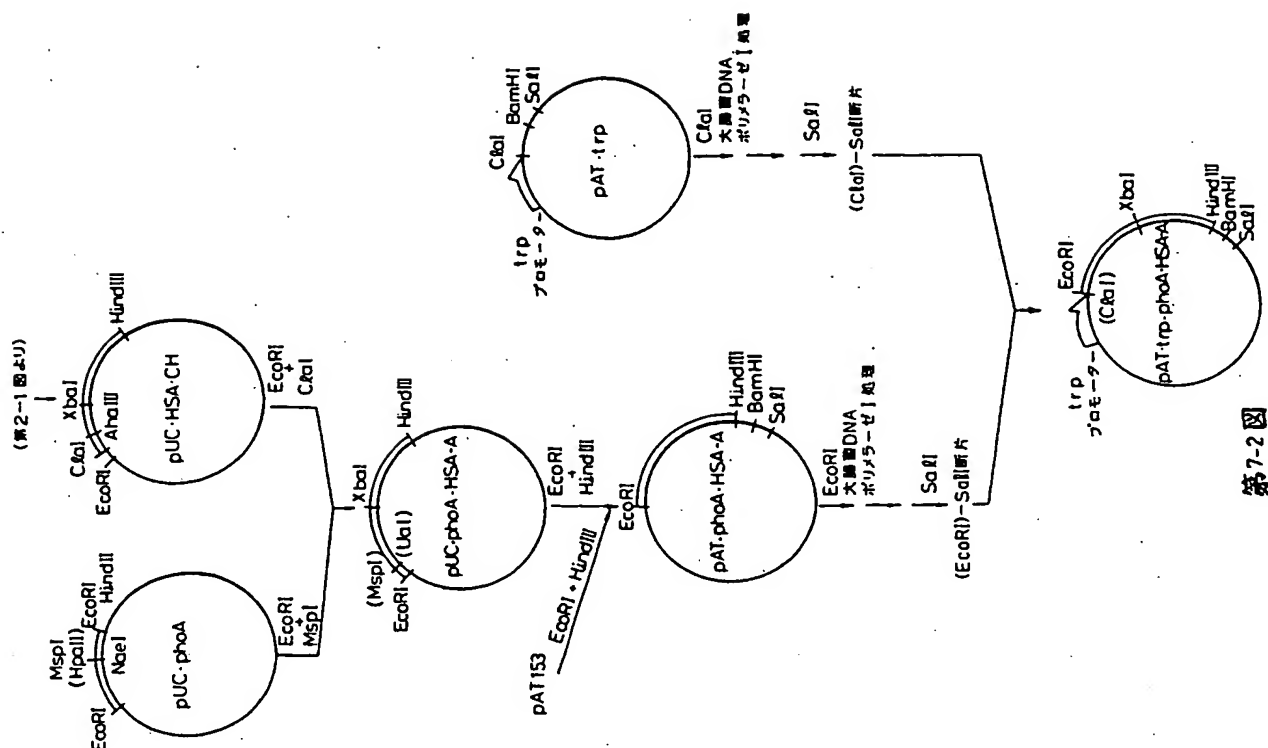 (第2-1図より)
MspI
(HpaII)
NaeI
EcoRI
HindIII
EcoRI
pUC・phoA
EcoRI
+
MspI
XbaI
ClaI
AhaIII
EcoRI
HindIII
pUC・HSA・CH
EcoRI
+
ClaI
XbaI
(MspI)
(UaI)
EcoRI
HindIII
pUC・phoA・HSA・A
EcoRI
+
HindIII
pAT153
EcoRI + HindIII
EcoRI
HindIII
BamHI
SalI
pAT・phoA・HSA・A
EcoRI
大腸菌DNA
ポリメラーゼI処理
SalI
(EcoRI)-SalI断片
trp
プロモーター
ClaI
BamHI
SalI
pAT・trp
ClaI
大腸菌DNA
ポリメラーゼI処理
SalI
(ClaI)-SalI断片
trp
プロモーター
EcoRI
(ClaI)
XbaI
HindIII
BamHI
SalI
pAT・trp・phoA・HSA・A
第7-2図